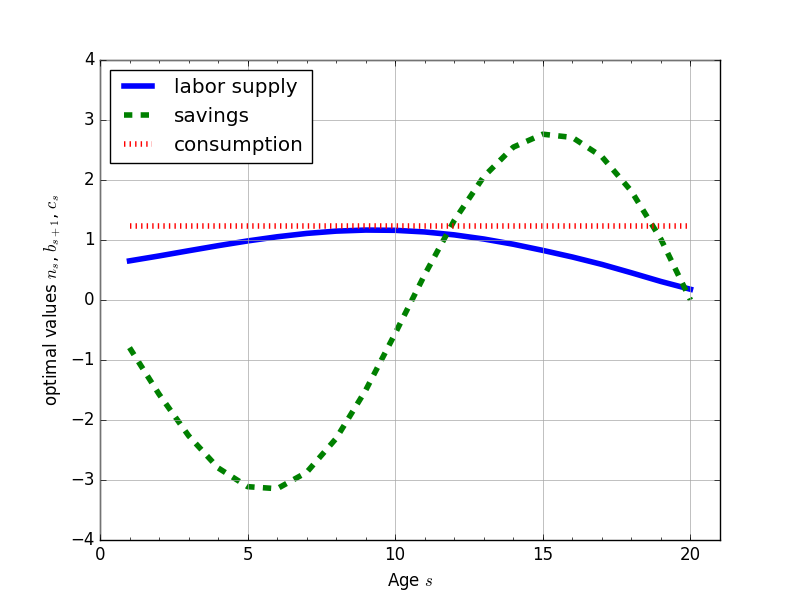 labor supply
savings
consumption
4
3
2
1
0
−1
−2
−3
−4
optimal values $n_s$, $b_{s+1}$, $c_s$
0 5 10 15 20
Age $s$